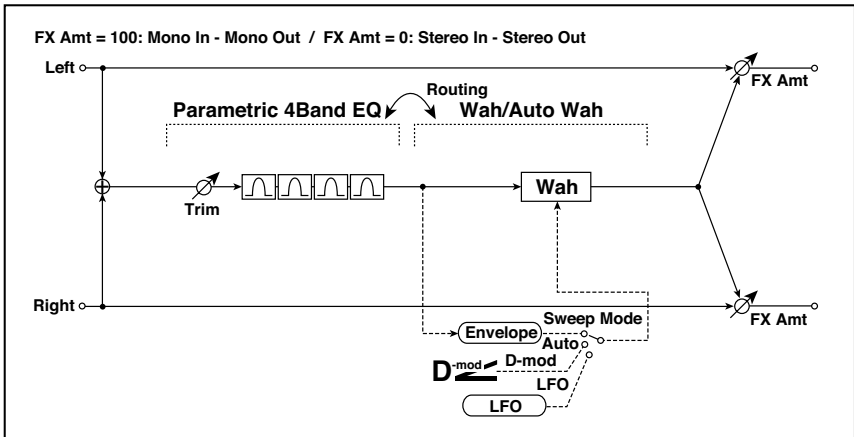 FX Amt = 100: Mono In - Mono Out / FX Amt = 0: Stereo In - Stereo Out
Left
FX Amt
Routing
Parametric 4Band EQ
Wah/Auto Wah
Wah
Trim
Right
FX Amt
Sweep Mode
Envelope
Auto
D-mod
D-mod
LFO
LFO